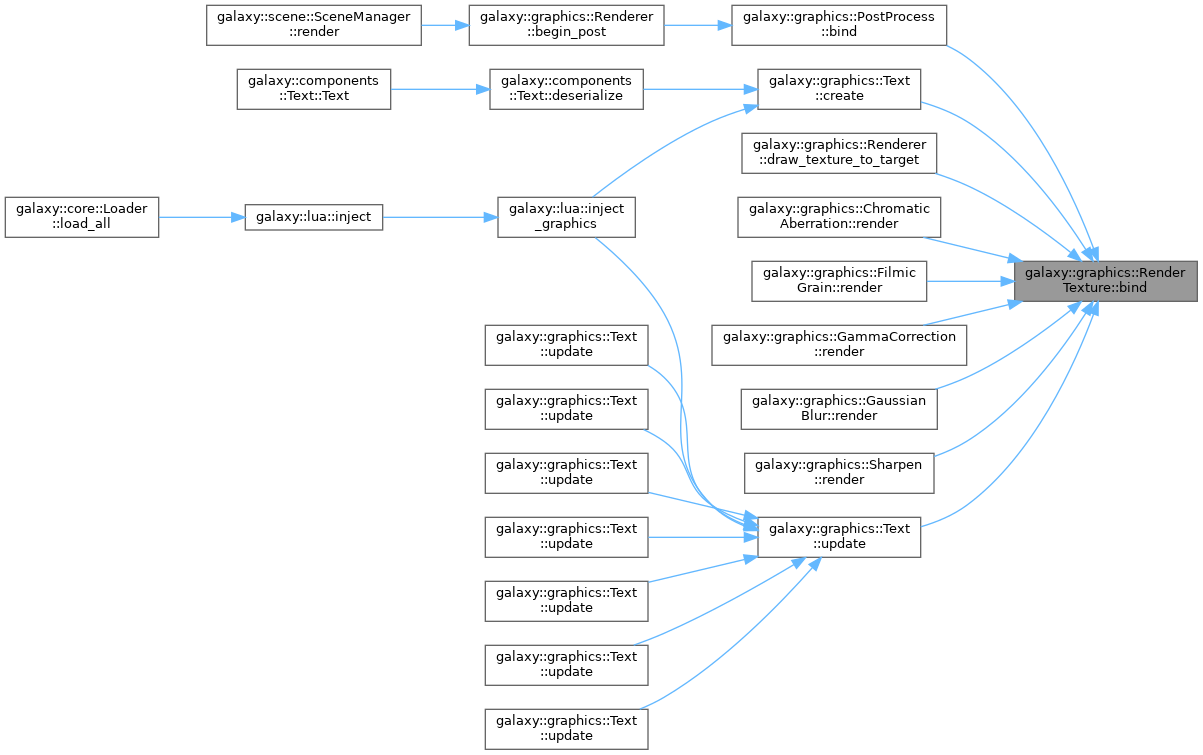 galaxy::scene::SceneManager
::render
galaxy::graphics::Renderer
::begin_post
galaxy::graphics::PostProcess
::bind
galaxy::components
::Text::Text
galaxy::components
::Text::deserialize
galaxy::graphics::Text
::create
galaxy::graphics::Renderer
::draw_texture_to_target
galaxy::core::Loader
::load_all
galaxy::lua::inject
galaxy::lua::inject
_graphics
galaxy::graphics::Chromatic
Aberration::render
galaxy::graphics::Filmic
Grain::render
galaxy::graphics::Render
Texture::bind
galaxy::graphics::Text
::update
galaxy::graphics::GammaCorrection
::render
galaxy::graphics::Text
::update
galaxy::graphics::Gaussian
Blur::render
galaxy::graphics::Text
::update
galaxy::graphics::Sharpen
::render
galaxy::graphics::Text
::update
galaxy::graphics::Text
::update
galaxy::graphics::Text
::update
galaxy::graphics::Text
::update
galaxy::graphics::Text
::update